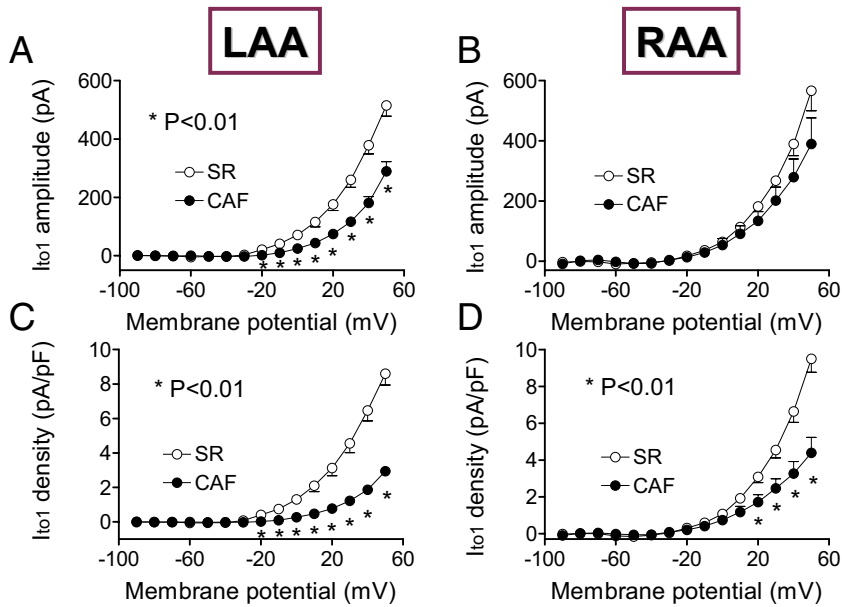 LAA
RAA
A
600
400
200
0
Ito1 amplitude (pA)
* P<0.01
SR
CAF
* * * * * * * *
-100 -60 -20 20 60
Membrane potential (mV)
B
600
400
200
0
Ito1 amplitude (pA)
SR
CAF
-100 -60 -20 20 60
Membrane potential (mV)
C
10
8
6
4
2
0
Ito1 density (pA/pF)
* P<0.01
SR
CAF
* * * * * * * *
-100 -60 -20 20 60
Membrane potential (mV)
D
10
8
6
4
2
0
Ito1 density (pA/pF)
* P<0.01
SR
CAF
* * * *
-100 -60 -20 20 60
Membrane potential (mV)